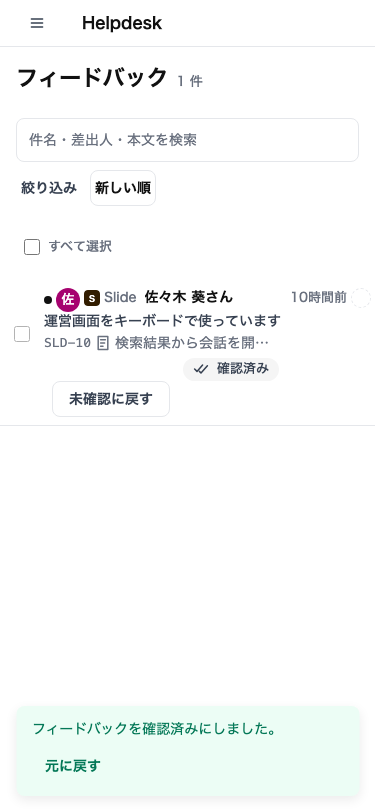 Helpdesk
フィードバック 1 件
件名・差出人・本文を検索
絞り込み 新しい順
すべて選択
佐 S Slide 佐々木 葵さん 10時間前
運営画面をキーボードで使っています
SLD-10 検索結果から会話を開…
確認済み
未確認に戻す
フィードバックを確認済みにしました。
元に戻す